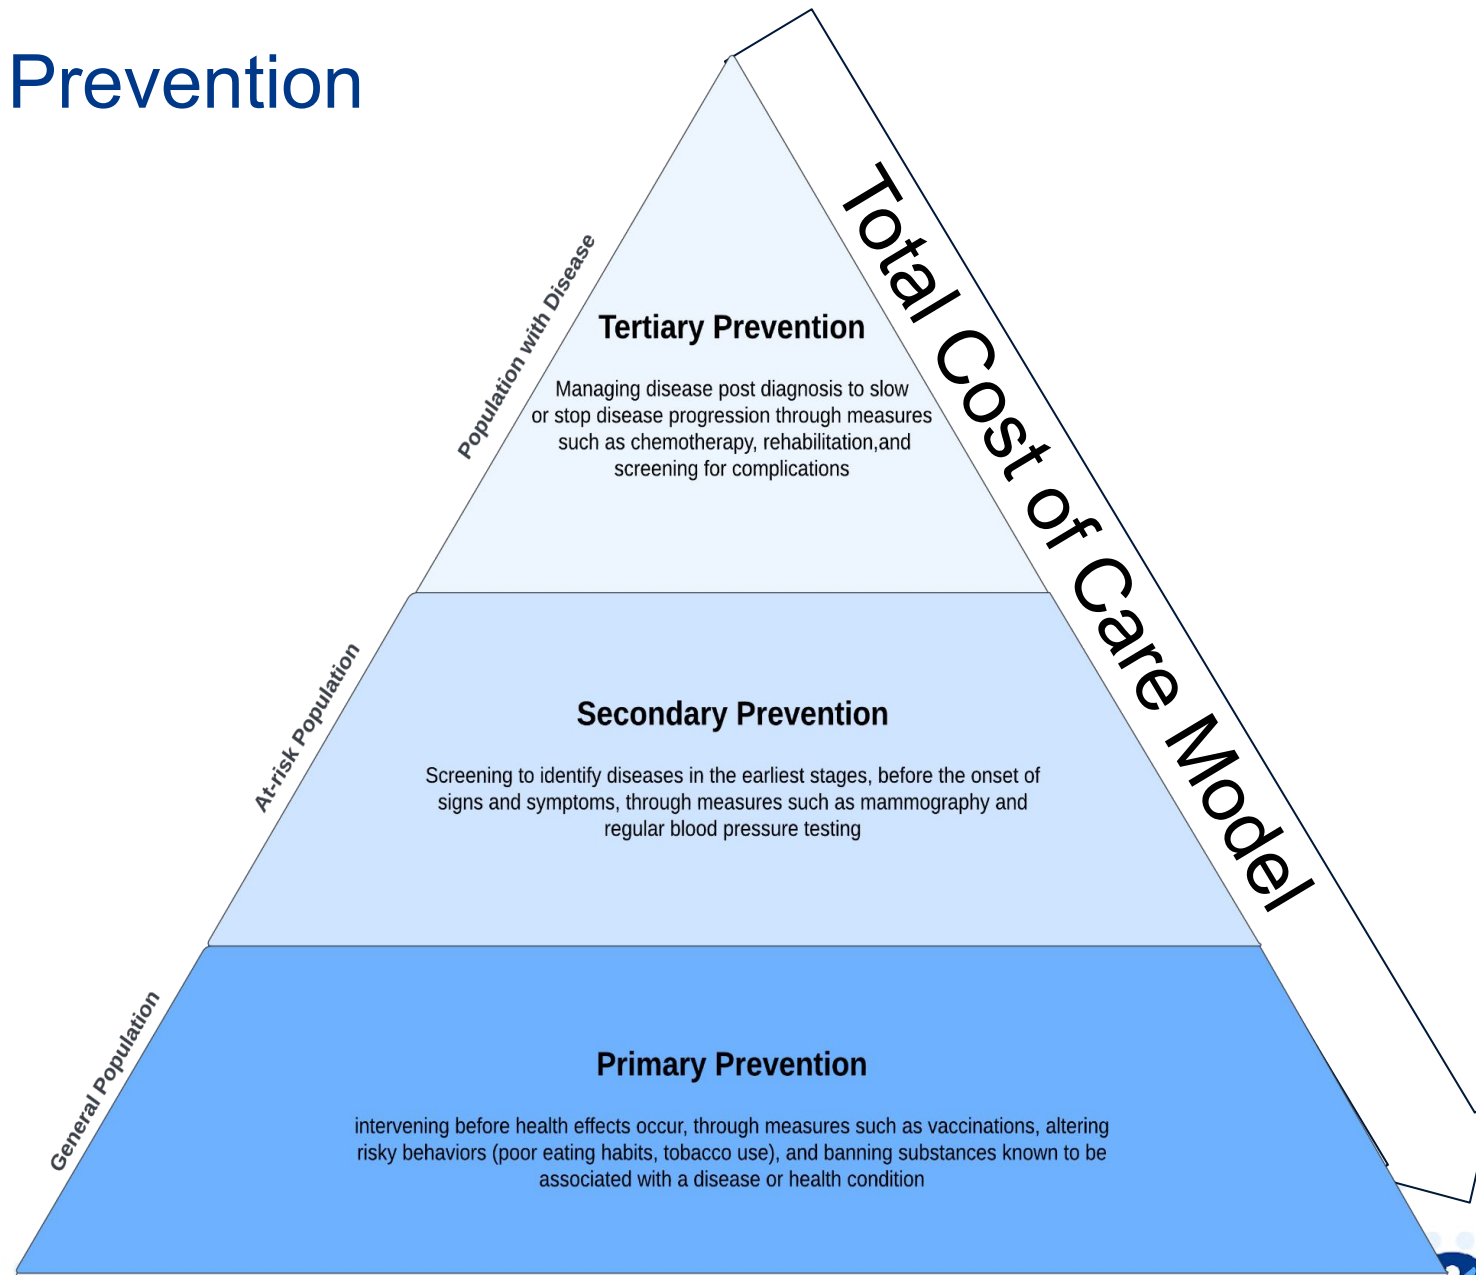 Prevention
Total Cost of Care Model
Population with Disease
Tertiary Prevention
Managing disease post diagnosis to slow
or stop disease progression through measures
such as chemotherapy, rehabilitation,and
screening for complications
At-risk Population
Secondary Prevention
Screening to identify diseases in the earliest stages, before the onset of
signs and symptoms, through measures such as mammography and
regular blood pressure testing
General Population
Primary Prevention
intervening before health effects occur, through measures such as vaccinations, altering
risky behaviors (poor eating habits, tobacco use), and banning substances known to be
associated with a disease or health condition